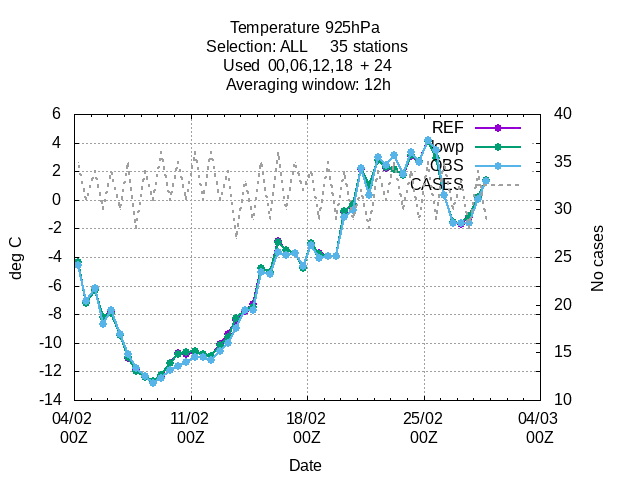 Temperature 925hPa
Selection: ALL 35 stations
Used 00,06,12,18 + 24
Averaging window: 12h
6 40
REF
4
lowp
2 35
OBS
CASES
0
30
-2
deg C
No cases
-4 25
-6
20
-8
-10 15
-12
-14 10
04/02 11/02 18/02 25/02 04/03
00Z 00Z 00Z 00Z 00Z
Date